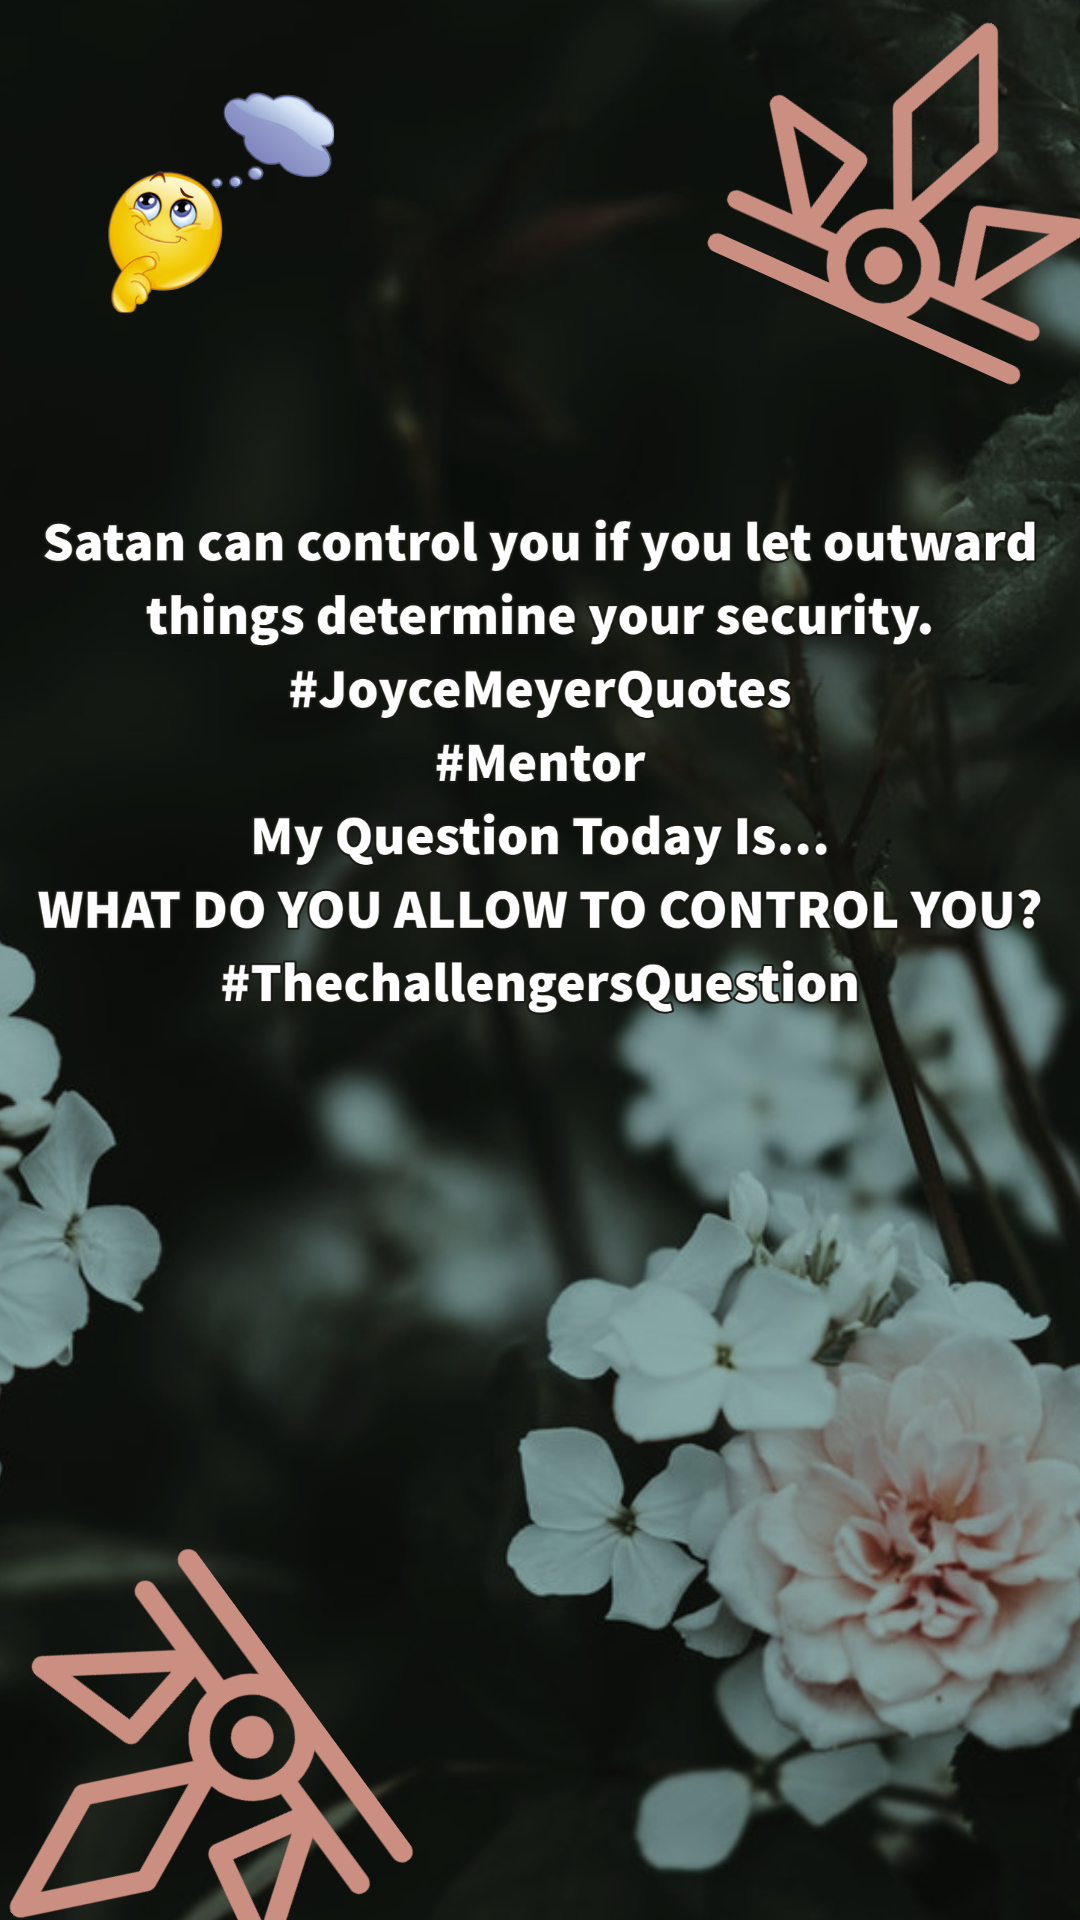 Satan can control you if you let outward
things determine your security.
#JoyceMeyerQuotes
#Mentor
My Question Today Is...
WHAT DO YOU ALLOW TO CONTROL YOU?
#ThechallengersQuestion